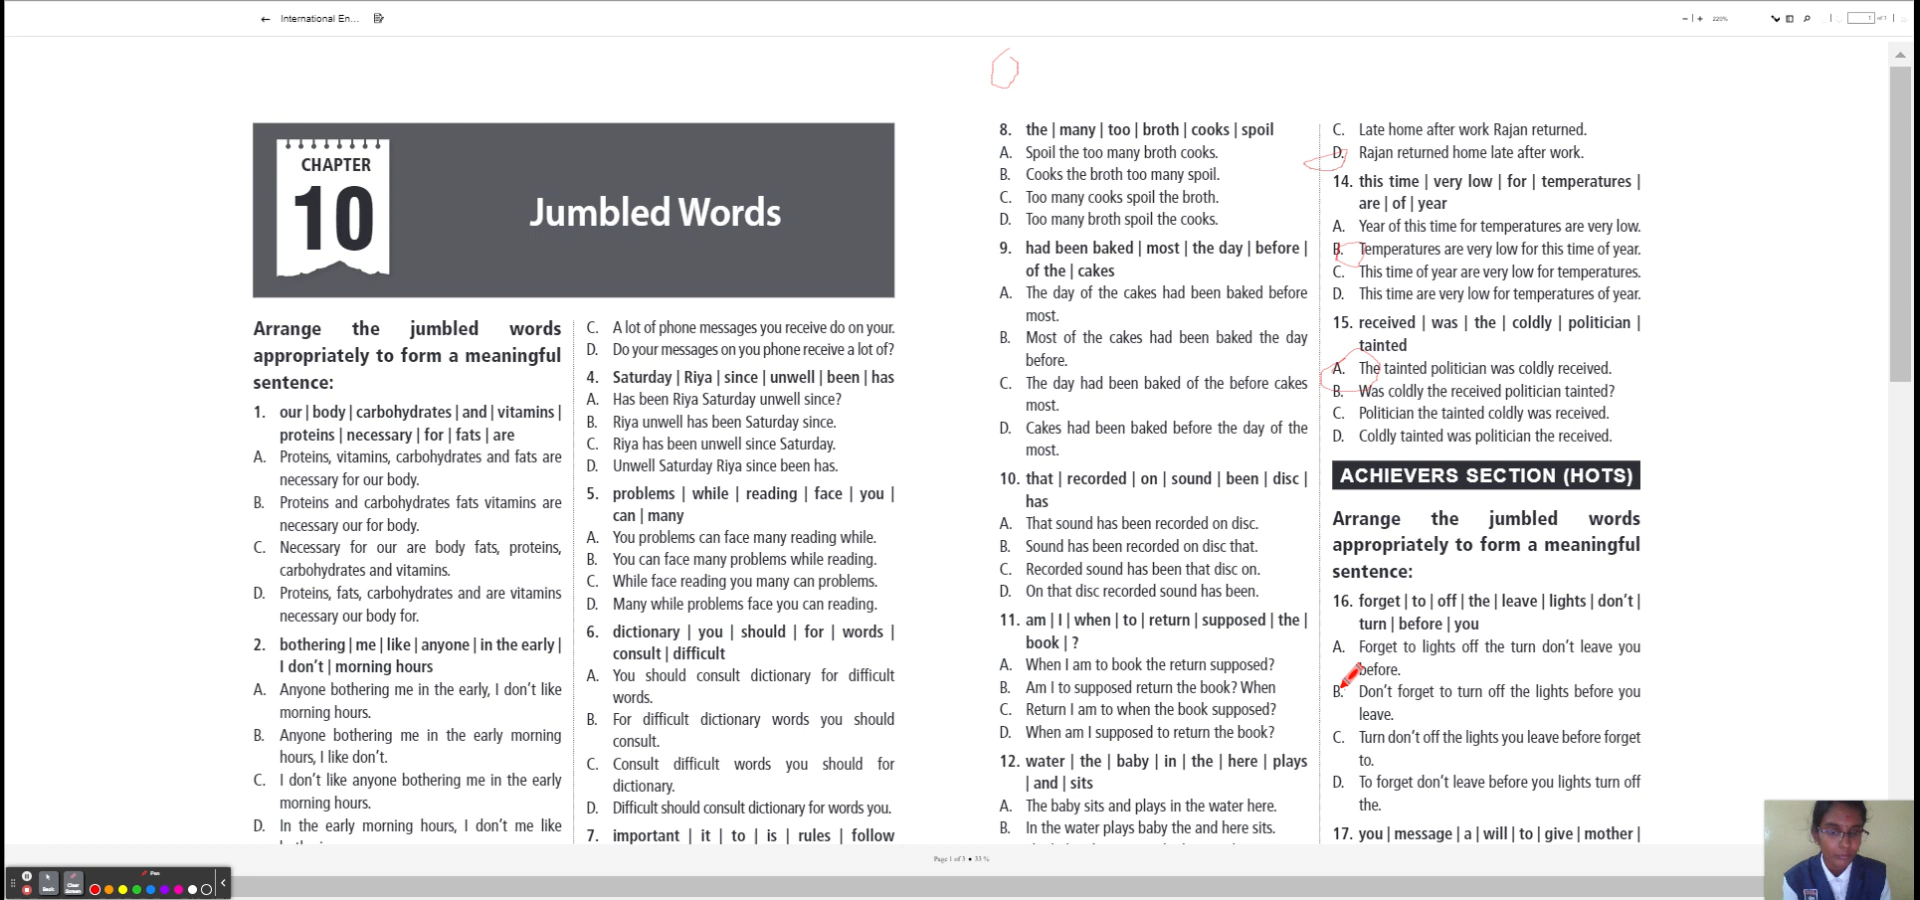 International En...
220%
1 of 1
CHAPTER
10
Jumbled Words
Arrange the jumbled words
appropriately to form a meaningful
sentence:
1. our | body | carbohydrates | and | vitamins |
proteins | necessary | for | fats | are
A. Proteins, vitamins, carbohydrates and fats are
necessary for our body.
B. Proteins and carbohydrates fats vitamins are
necessary our for body.
C. Necessary for our are body fats, proteins,
carbohydrates and vitamins.
D. Proteins, fats, carbohydrates and are vitamins
necessary our body for.
2. bothering | me | like | anyone | in the early |
I don't | morning hours
A. Anyone bothering me in the early, I don't like
morning hours.
B. Anyone bothering me in the early morning
hours, I like don't.
C. I don't like anyone bothering me in the early
morning hours.
D. In the early morning hours, I don't me like
C. A lot of phone messages you receive do on your.
D. Do your messages on you phone receive a lot of?
4. Saturday | Riya | since | unwell | been | has
A. Has been Riya Saturday unwell since?
B. Riya unwell has been Saturday since.
C. Riya has been unwell since Saturday.
D. Unwell Saturday Riya since been has.
5. problems | while | reading | face | you |
can | many
A. You problems can face many reading while.
B. You can face many problems while reading.
C. While face reading you many can problems.
D. Many while problems face you can reading.
6. dictionary | you | should | for | words |
consult | difficult
A. You should consult dictionary for difficult
words.
B. For difficult dictionary words you should
consult.
C. Consult difficult words you should for
dictionary.
D. Difficult should consult dictionary for words you.
7. important | it | to | is | rules | follow
8. the | many | too | broth | cooks | spoil
A. Spoil the too many broth cooks.
B. Cooks the broth too many spoil.
C. Too many cooks spoil the broth.
D. Too many broth spoil the cooks.
9. had been baked | most | the day | before |
of the | cakes
A. The day of the cakes had been baked before
most.
B. Most of the cakes had been baked the day
before.
C. The day had been baked of the before cakes
most.
D. Cakes had been baked before the day of the
most.
10. that | recorded | on | sound | been | disc |
has
A. That sound has been recorded on disc.
B. Sound has been recorded on disc that.
C. Recorded sound has been that disc on.
D. On that disc recorded sound has been.
11. am | I | when | to | return | supposed | the |
book | ?
A. When I am to book the return supposed?
B. Am I to supposed return the book? When
C. Return I am to when the book supposed?
D. When am I supposed to return the book?
12. water | the | baby | in | the | here | plays
| and | sits
A. The baby sits and plays in the water here.
B. In the water plays baby the and here sits.
C. Late home after work Rajan returned.
D. Rajan returned home late after work.
14. this time | very low | for | temperatures |
are | of | year
A. Year of this time for temperatures are very low.
B. Temperatures are very low for this time of year.
C. This time of year are very low for temperatures.
D. This time are very low for temperatures of year.
15. received | was | the | coldly | politician |
tainted
A. The tainted politician was coldly received.
B. Was coldly the received politician tainted?
C. Politician the tainted coldly was received.
D. Coldly tainted was politician the received.
ACHIEVERS SECTION (HOTS)
Arrange the jumbled words
appropriately to form a meaningful
sentence:
16. forget | to | off | the | leave | lights | don't |
turn | before | you
A. Forget to lights off the turn don't leave you
before.
B. Don't forget to turn off the lights before you
leave.
C. Turn don't off the lights you leave before forget
to.
D. To forget don't leave before you lights turn off
the.
17. you | message | a | will | to | give | mother |
Page 1 of 3 ● 33 %
Pen
Back
Clear
Screen